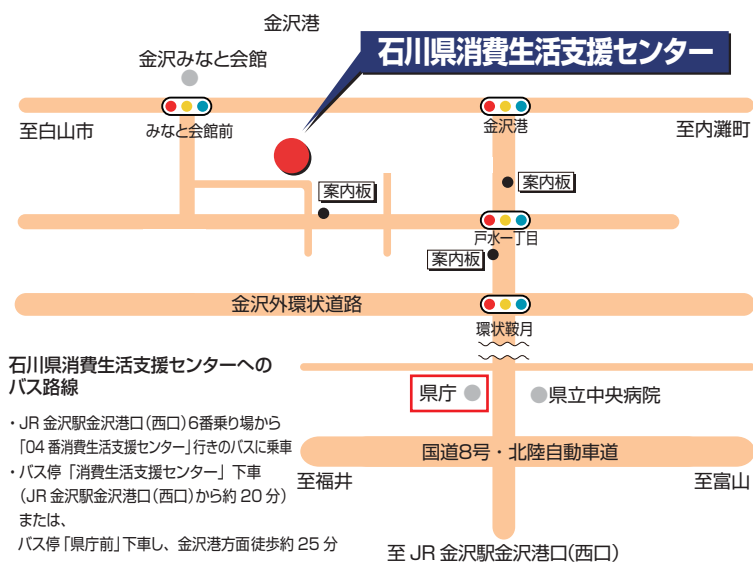 金沢港
石川県消費生活支援センター
金沢みなと会館
至白山市
みなと会館前
金沢港
至内灘町
案内板
案内板
戸水一丁目
案内板
金沢外環状道路
環状鞍月
石川県消費生活支援センターへの
バス路線
県庁
県立中央病院
・JR 金沢駅金沢港口(西口)6番乗り場から
「04 番消費生活支援センター」行きのバスに乗車
国道8号・北陸自動車道
・バス停「消費生活支援センター」下車
(JR 金沢駅金沢港口(西口)から約 20 分)
または、
バス停「県庁前」下車し、金沢港方面徒歩約 25 分
至福井
至富山
至 JR 金沢駅金沢港口(西口)